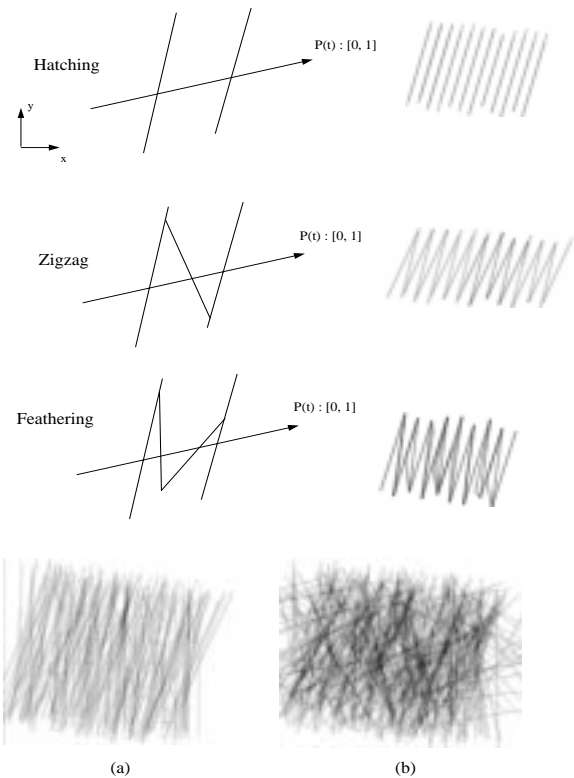 P(t) : [0, 1]
Hatching
y
x
P(t) : [0, 1]
Zigzag
P(t) : [0, 1]
Feathering
(a) (b)